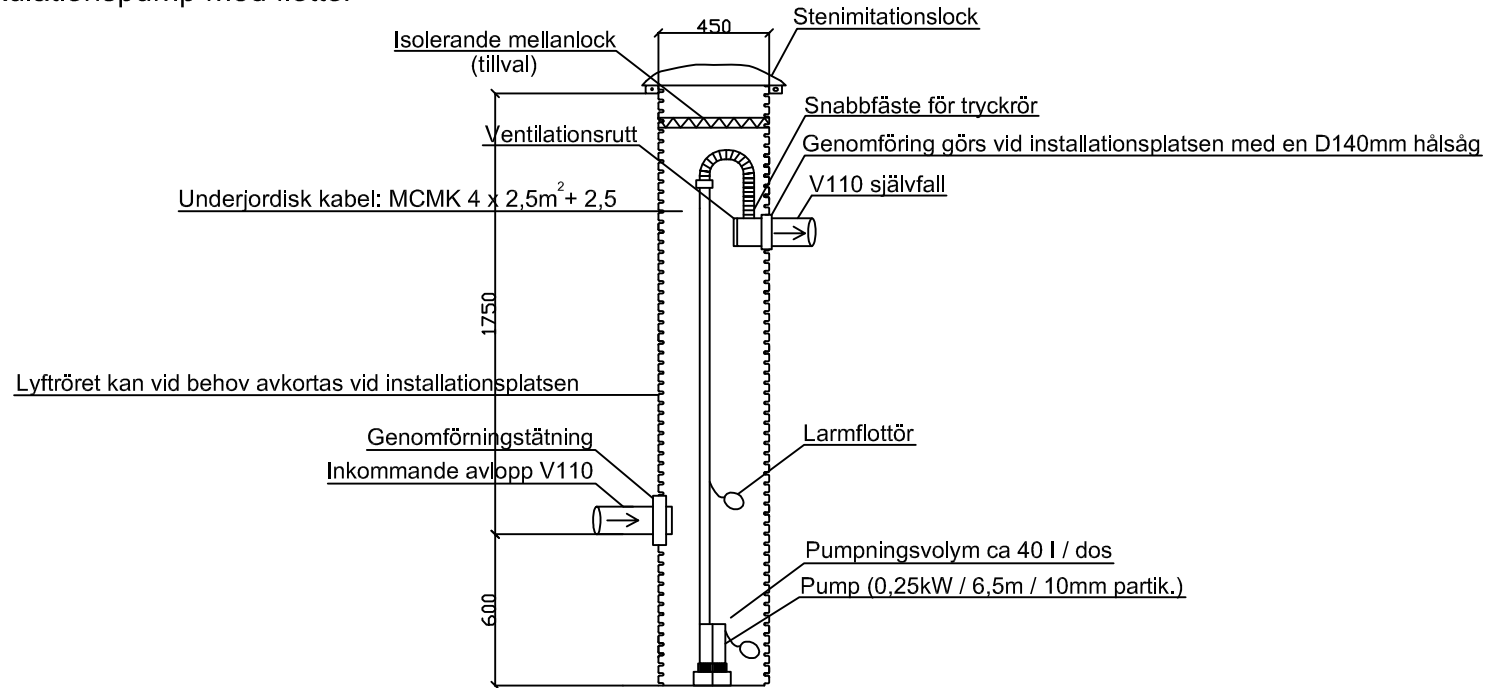 450
Stenimitationslock
Isolerande mellanlock
(tillval)
Snabbfäste för tryckrör
Ventilationsrutt
Genomföring görs vid installationsplatsen med en D140mm hålsåg
V110 självfall
Underjordisk kabel: MCMK 4 x 2,5m² + 2,5
1750
Lyftröret kan vid behov avkortas vid installationsplatsen
Genomförningstätning
Larmflottör
Inkommande avlopp V110
Pumpningsvolym ca 40 l / dos
Pump (0,25kW / 6,5m / 10mm partik.)
600